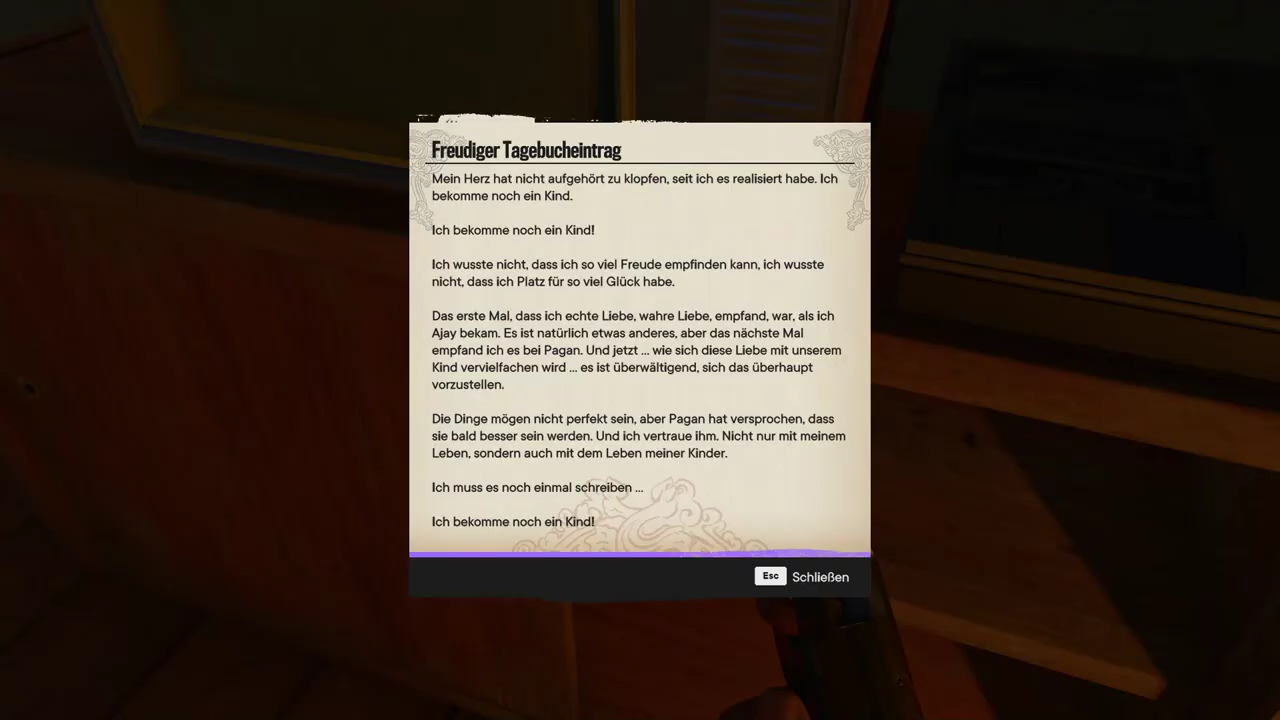 Freudiger Tagebucheintrag
Mein Herz hat nicht aufgehört zu klopfen, seit ich es realisiert habe. Ich
bekomme noch ein Kind.
Ich bekomme noch ein Kind!
Ich wusste nicht, dass ich so viel Freude empfinden kann, ich wusste
nicht, dass ich Platz für so viel Glück habe.
Das erste Mal, dass ich echte Liebe, wahre Liebe, empfand, war, als ich
Ajay bekam. Es ist natürlich etwas anderes, aber das nächste Mal
empfand ich es bei Pagan. Und jetzt ... wie sich diese Liebe mit unserem
Kind vervielfachen wird ... es ist überwältigend, sich das überhaupt
vorzustellen.
Die Dinge mögen nicht perfekt sein, aber Pagan hat versprochen, dass
sie bald besser sein werden. Und ich vertraue ihm. Nicht nur mit meinem
Leben, sondern auch mit dem Leben meiner Kinder.
Ich muss es noch einmal schreiben ...
Ich bekomme noch ein Kind!
Esc Schließen